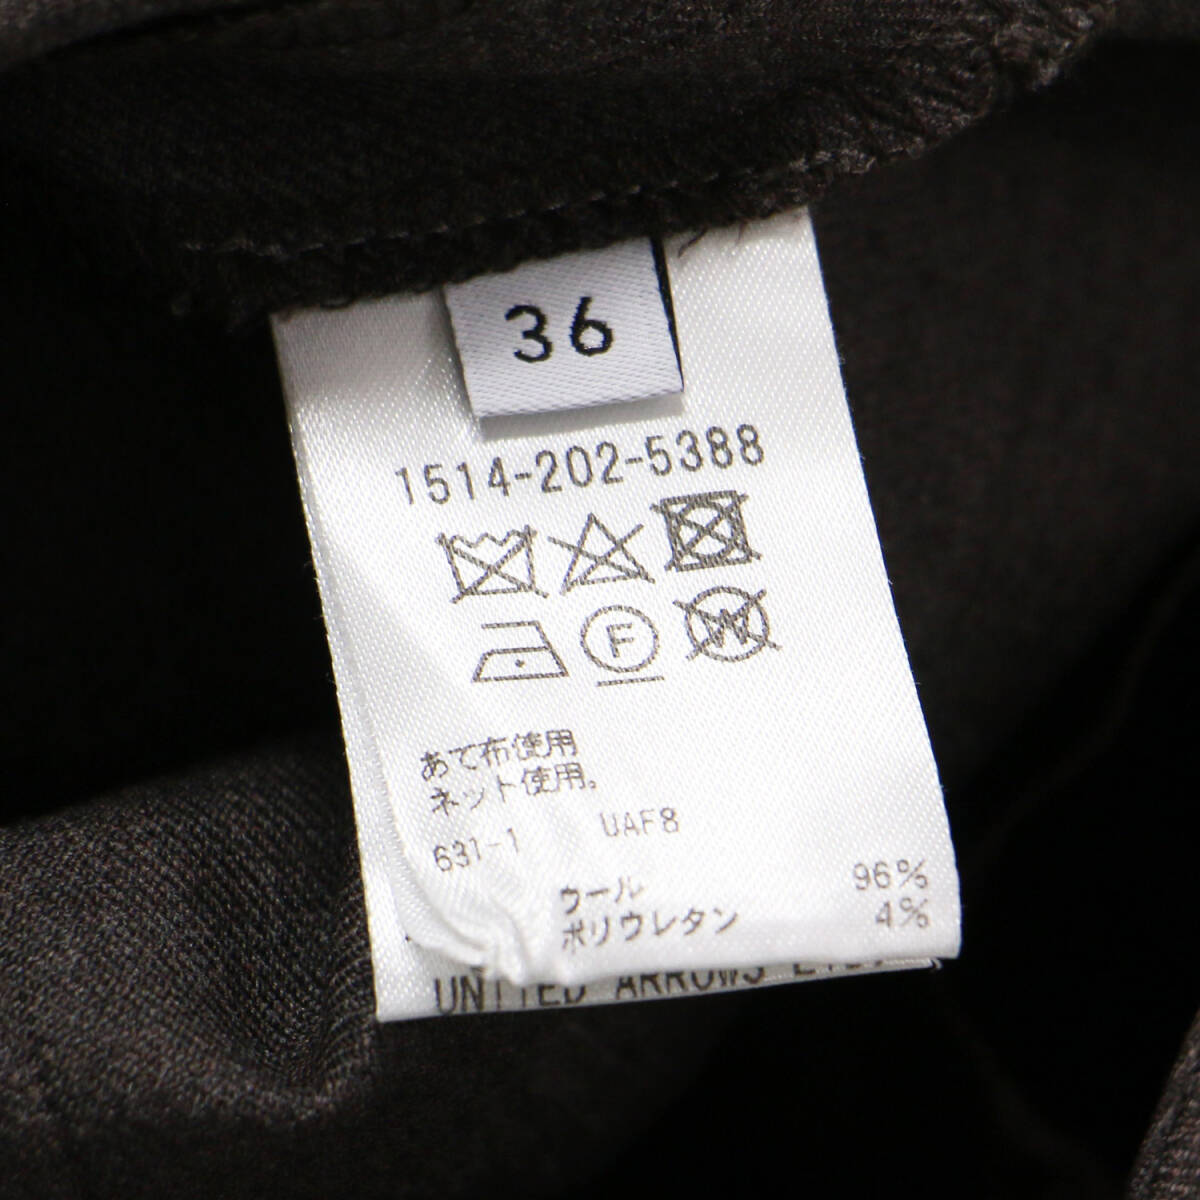 36
1514-202-5388
F
W
あて布使用
ネット使用。
631-1 UAF8
ウール 96%
ポリウレタン 4%
UNITED ARROWS LTD.